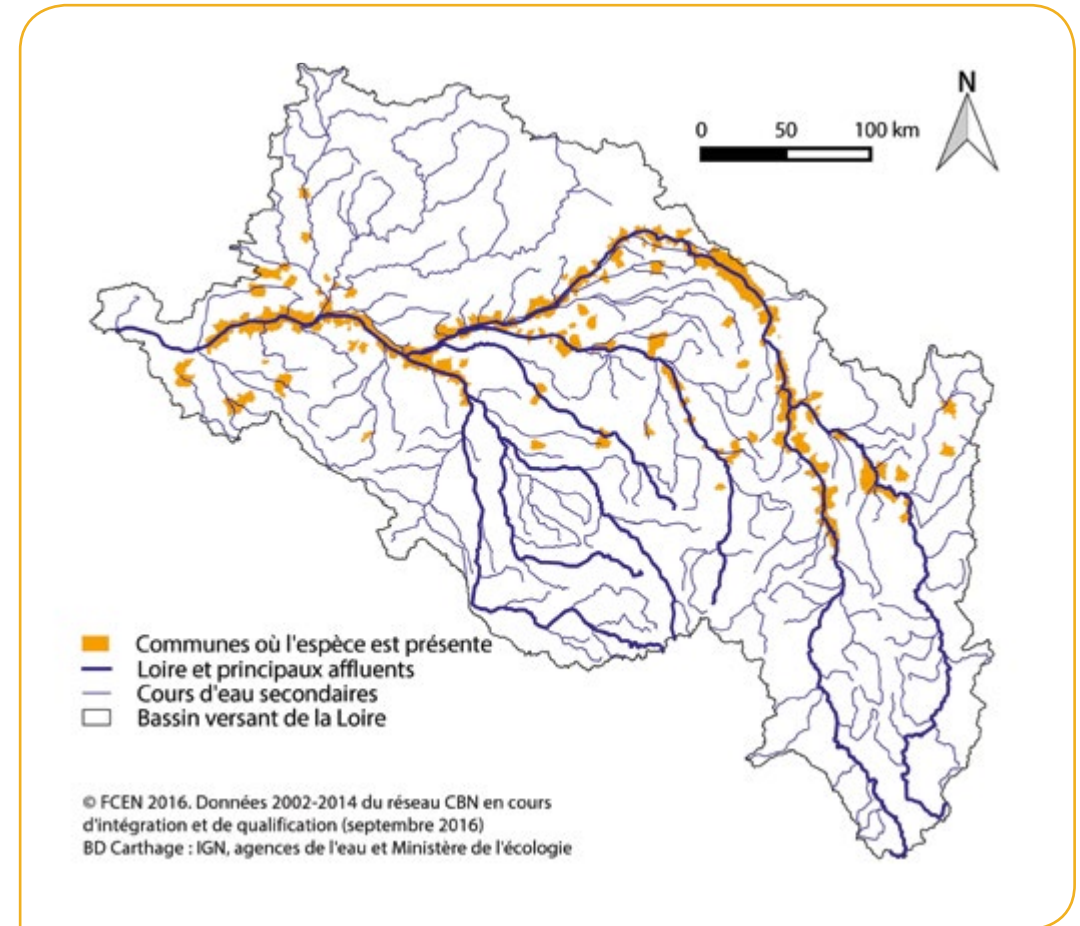 N
0 50 100 km
Communes où l'espèce est présente
Loire et principaux affluents
Cours d'eau secondaires
Bassin versant de la Loire
© FCEN 2016. Données 2002-2014 du réseau CBN en cours
d'intégration et de qualification (septembre 2016)
BD Carthage : IGN, agences de l'eau et Ministère de l'écologie